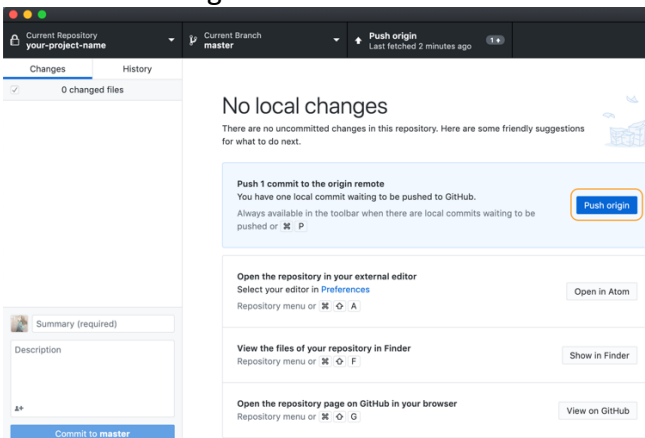 Current Repository
your-project-name
Current Branch
master
Push origin
Last fetched 2 minutes ago
1
Changes
History
0 changed files
No local changes
There are no uncommitted changes in this repository. Here are some friendly suggestions
for what to do next.
Push 1 commit to the origin remote
You have one local commit waiting to be pushed to GitHub.
Always available in the toolbar when there are local commits waiting to be
pushed or ⌘ P
Push origin
Open the repository in your external editor
Select your editor in Preferences
Repository menu or ⌘ ⇧ A
Open in Atom
View the files of your repository in Finder
Repository menu or ⌘ ⇧ F
Show in Finder
Open the repository page on GitHub in your browser
Repository menu or ⌘ ⇧ G
View on GitHub
Summary (required)
Description
Commit to master